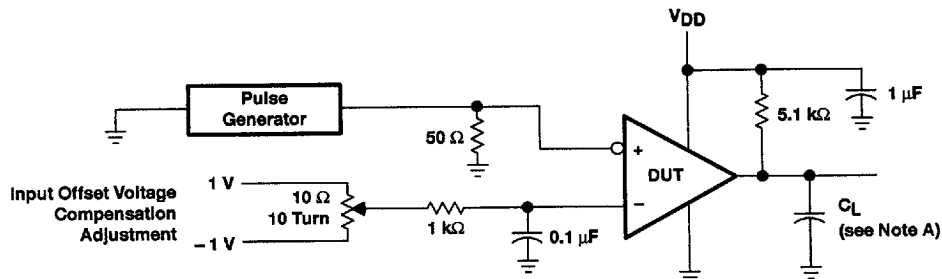 VDD
Pulse
Generator
1 μF
5.1 kΩ
50 Ω
+
DUT
Input Offset Voltage
Compensation
Adjustment
1 V
10 Ω
10 Turn
– 1 V
1 kΩ
0.1 μF
–
CL
(see Note A)